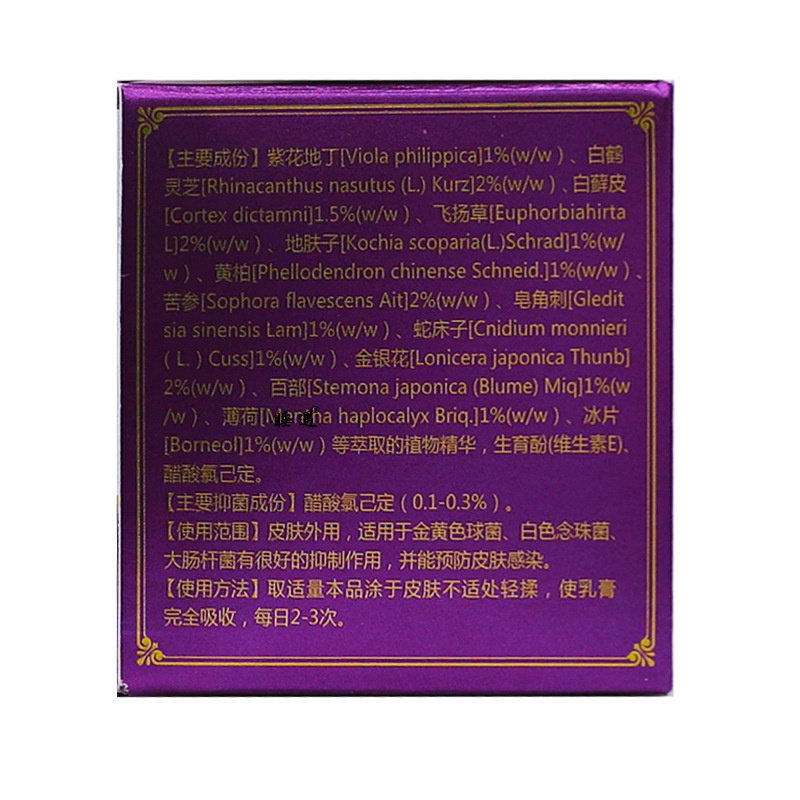 【主要成份】紫花地丁[Viola philippica]1%(w/w)、白鹤
灵芝[Rhinacanthus nasutus (L.) Kurz]2%(w/w)、白藓皮
[Cortex dictamni]1.5%(w/w)、飞扬草[Euphorbiahirta
L]2%(w/w)、地肤子[Kochia scoparia(L.)Schrad]1%(w/
w)、黄柏[Phellodendron chinense Schneid.]1%(w/w)、
苦参[Sophora flavescens Ait]2%(w/w)、皂角刺[Gledit
sia sinensis Lam]1%(w/w)、蛇床子[Cnidium monnieri
(L.) Cuss]1%(w/w)、金银花[Lonicera japonica Thunb]
2%(w/w)、百部[Stemona japonica (Blume) Miq]1%(w
/w)、薄荷 haplocalyx Briq.]1%(w/w)、冰片
[Borneol]1%(w/w)等萃取的植物精华，生育酚(维生素E)、
醋酸氯己定。
【主要抑菌成份】醋酸氯己定（0.1-0.3%）。
【使用范围】皮肤外用，适用于金黄色球菌、白色念珠菌、
大肠杆菌有很好的抑制作用，并能预防皮肤感染。
【使用方法】取适量本品涂于皮肤不适处轻揉，使乳膏
完全吸收，每日2-3次。